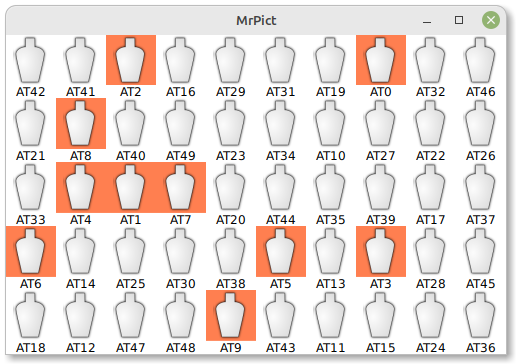 MrPict
AT42 AT41 AT2 AT16 AT29 AT31 AT19 AT0 AT32 AT46
AT21 AT8 AT40 AT49 AT23 AT34 AT10 AT27 AT22 AT26
AT33 AT4 AT1 AT7 AT20 AT44 AT35 AT39 AT17 AT37
AT6 AT14 AT25 AT30 AT38 AT5 AT13 AT3 AT28 AT45
AT18 AT12 AT47 AT48 AT9 AT43 AT11 AT15 AT24 AT36